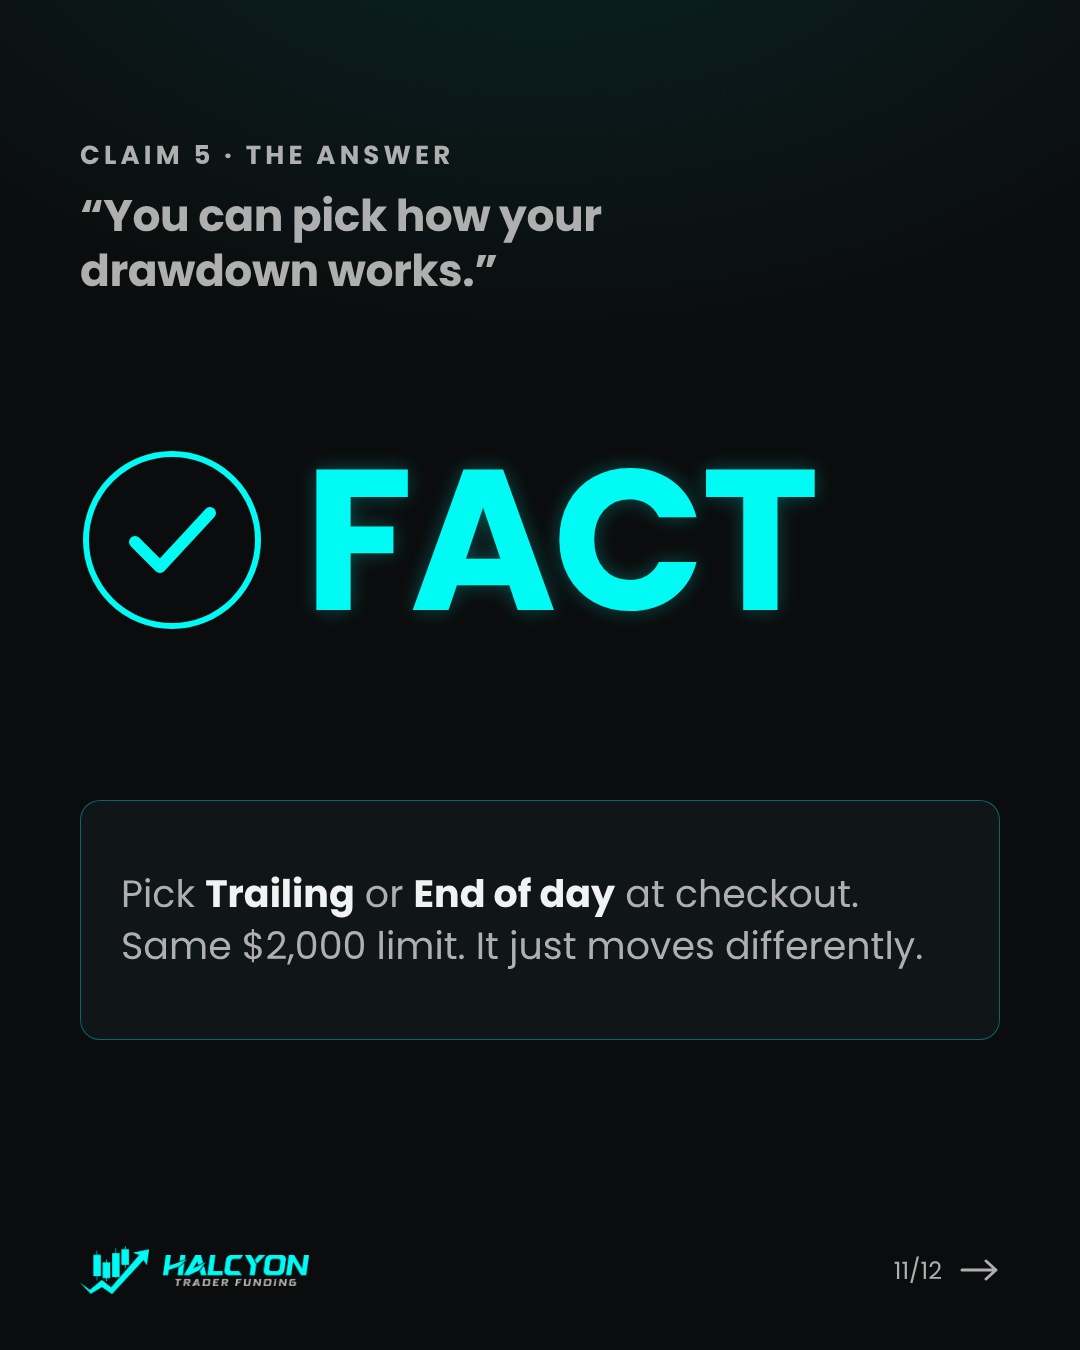 CLAIM 5 · THE ANSWER
“You can pick how your
drawdown works.”
FACT
Pick Trailing or End of day at checkout.
Same $2,000 limit. It just moves differently.
HALCYON
TRADER FUNDING
11/12